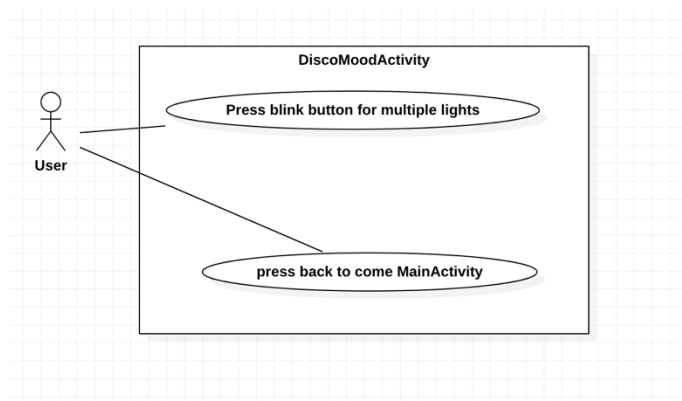 DiscoMoodActivity
Press blink button for multiple lights
User
press back to come MainActivity